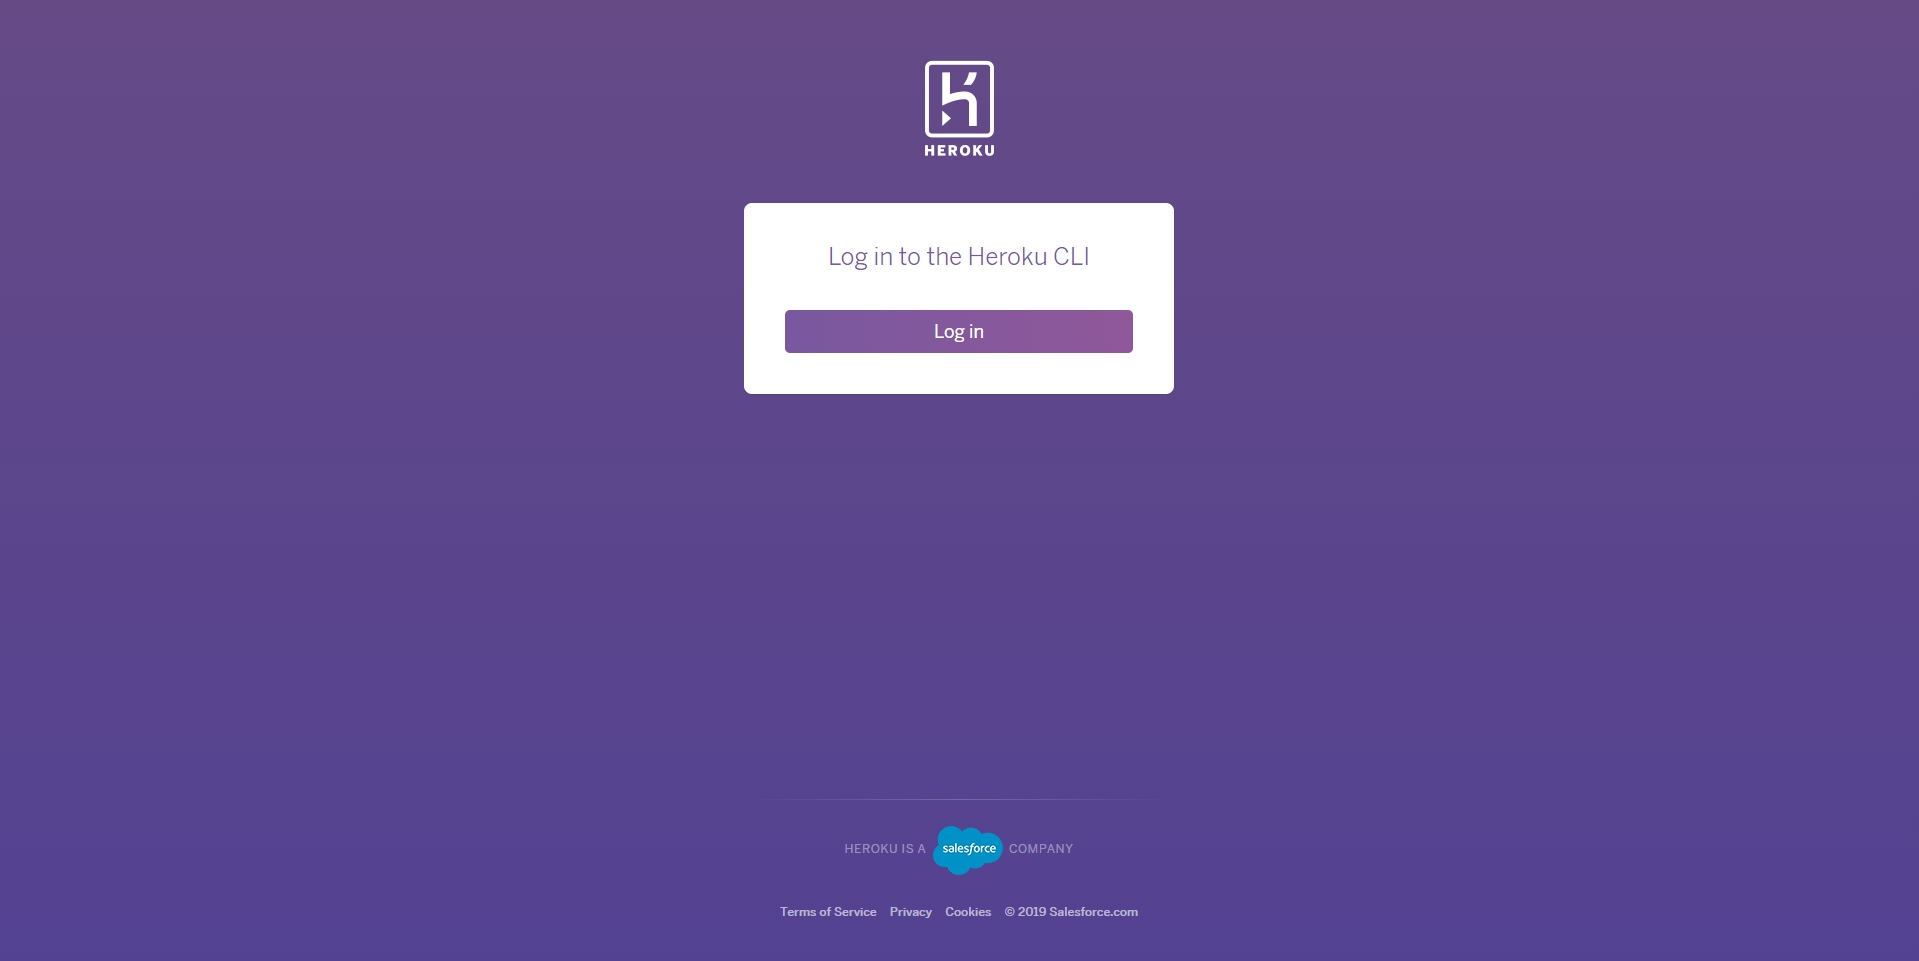 HEROKU
Log in to the Heroku CLI
Log in
HEROKU IS A salesforce COMPANY
Terms of Service Privacy Cookies © 2019 Salesforce.com